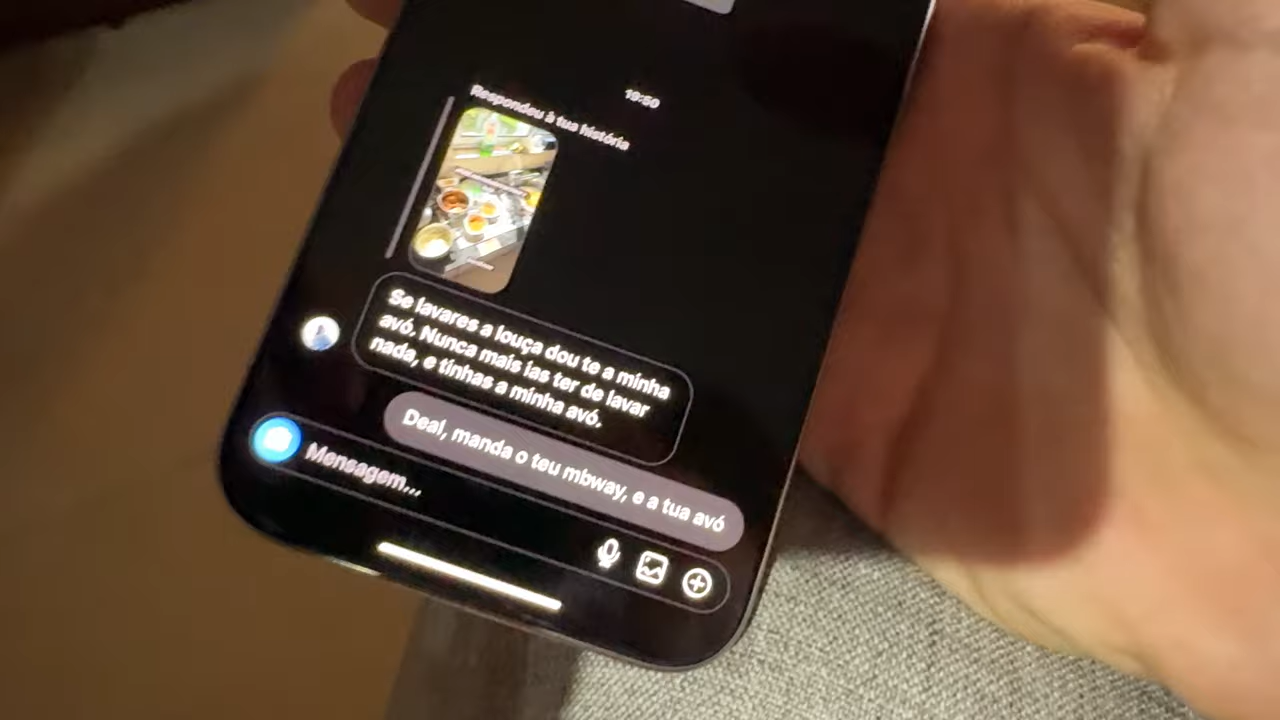 19:50
Respondeu à tua história
Se lavares a louça dou te a minha
avó. Nunca mais ias ter de lavar
nada, e tinhas a minha avó.
Deal, manda o teu mbway, e a tua avó
Mensagem...